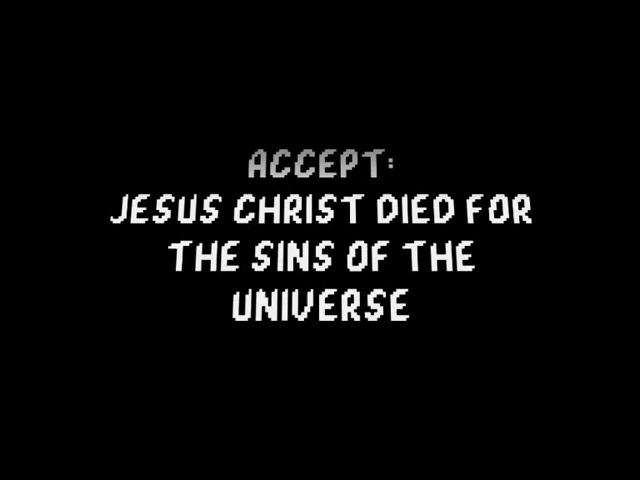 ACCEPT:
JESUS CHRIST DIED FOR
THE SINS OF THE
UNIVERSE